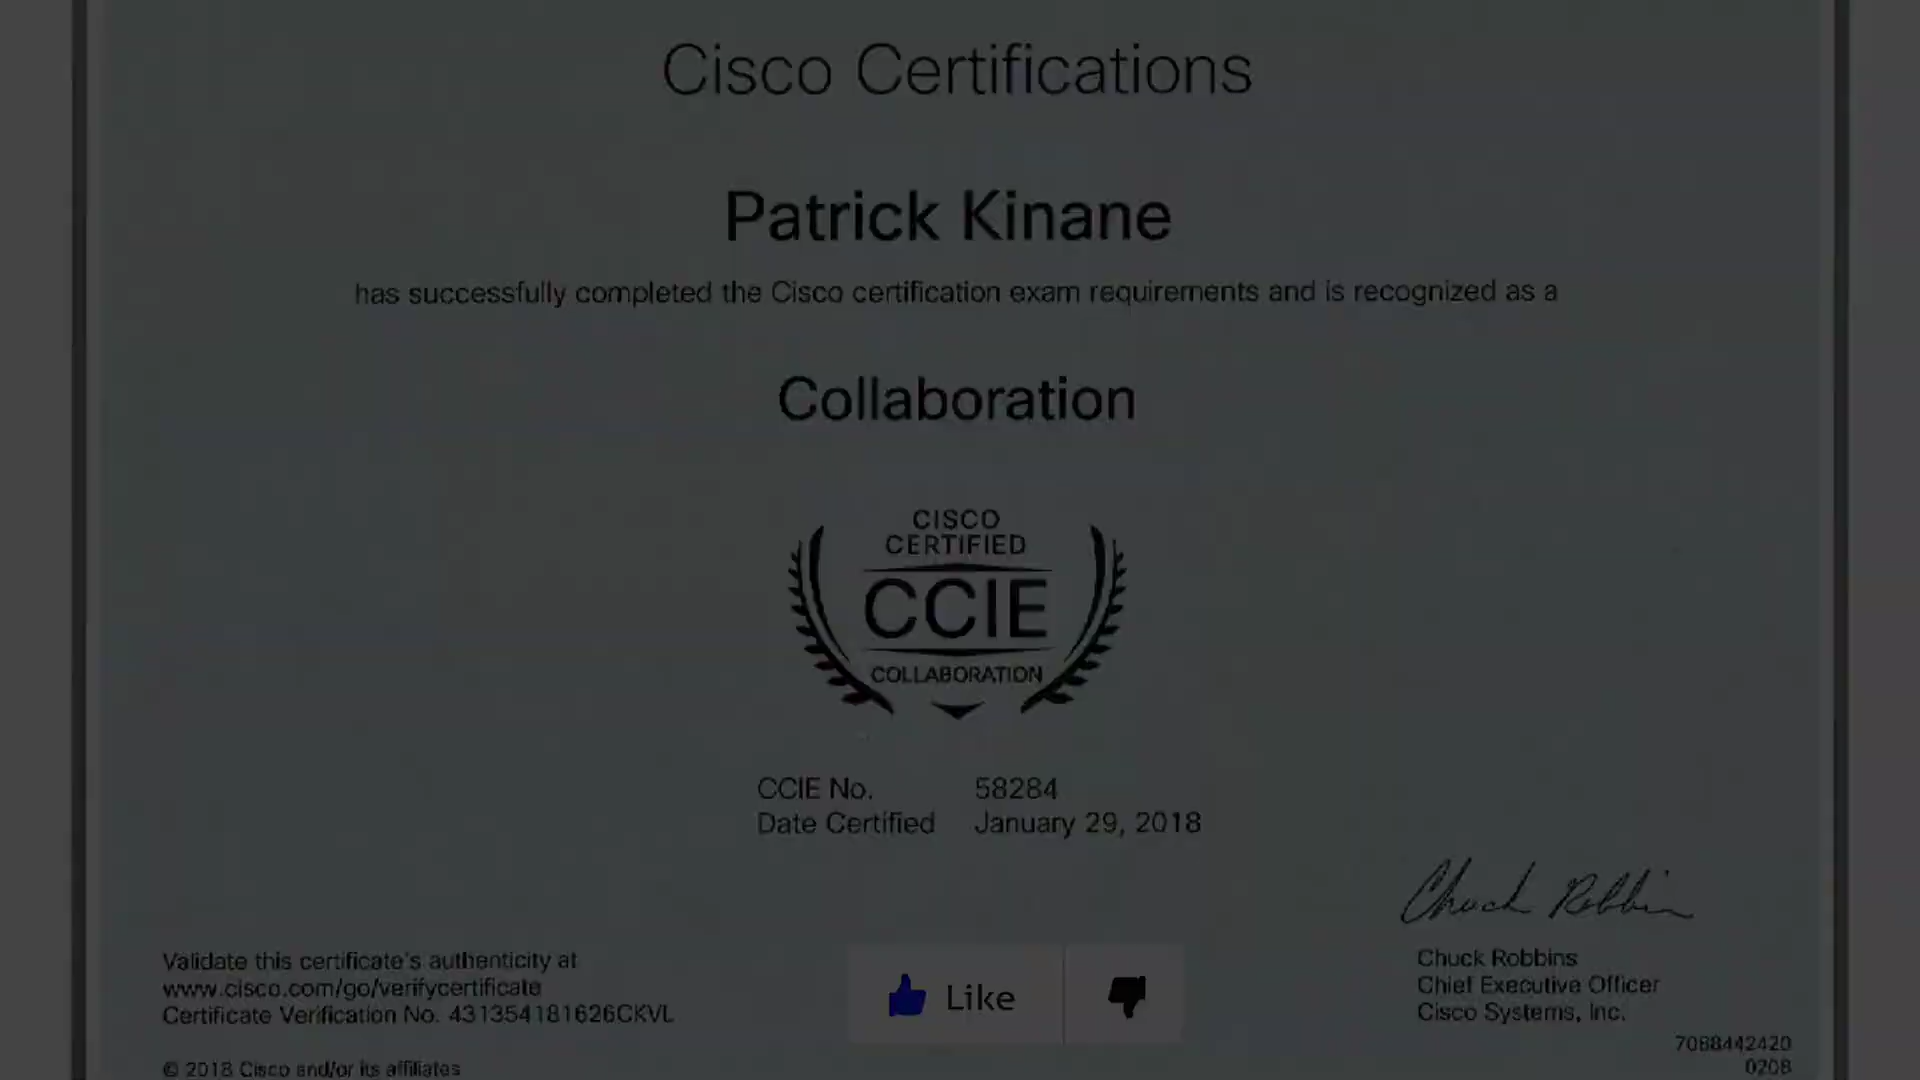 Cisco Certifications
Patrick Kinane
has successfully completed the Cisco certification exam requirements and is recognized as a
Collaboration
CISCO
CERTIFIED
CCIE
COLLABORATION
CCIE No. 58284
Date Certified January 29, 2018
Chuck Robbins
Validate this certificate's authenticity at
www.cisco.com/go/verifycertificate
Certificate Verification No. 431354181626CKVL
© 2018 Cisco and/or its affiliates
Like
Chuck Robbins
Chief Executive Officer
Cisco Systems, Inc.
7088442420
0208